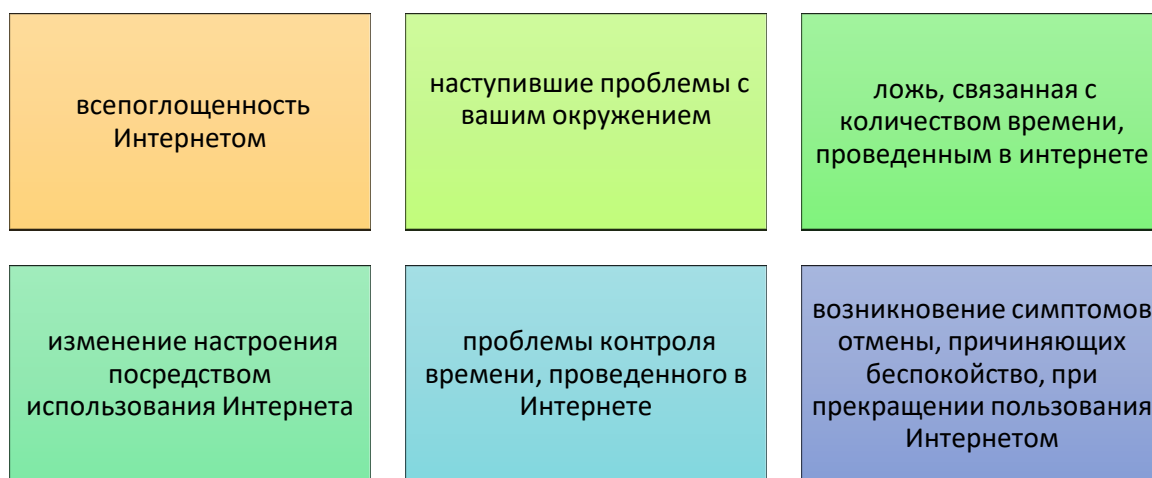 всепоглощенность
Интернетом
наступившие проблемы с
вашим окружением
ложь, связанная с
количеством времени,
проведенным в интернете
изменение настроения
посредством
использования Интернета
проблемы контроля
времени, проведенного в
Интернете
возникновение симптомов
отмены, причиняющих
беспокойство, при
прекращении пользования
Интернетом